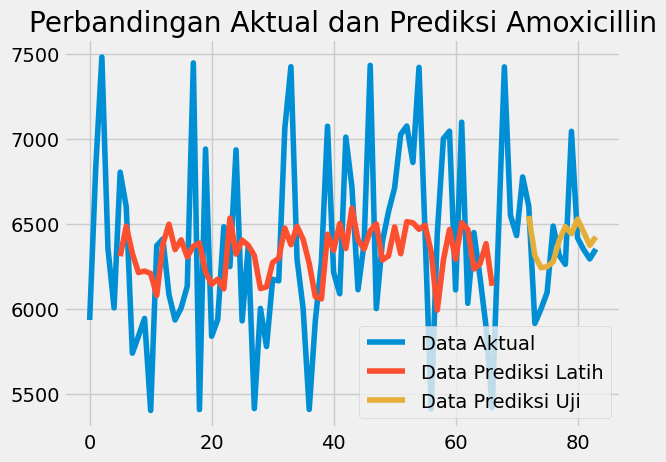 Perbandingan Aktual dan Prediksi Amoxicillin
7500
7000
6500
6000
5500
Data Aktual
Data Prediksi Latih
Data Prediksi Uji
0 20 40 60 80